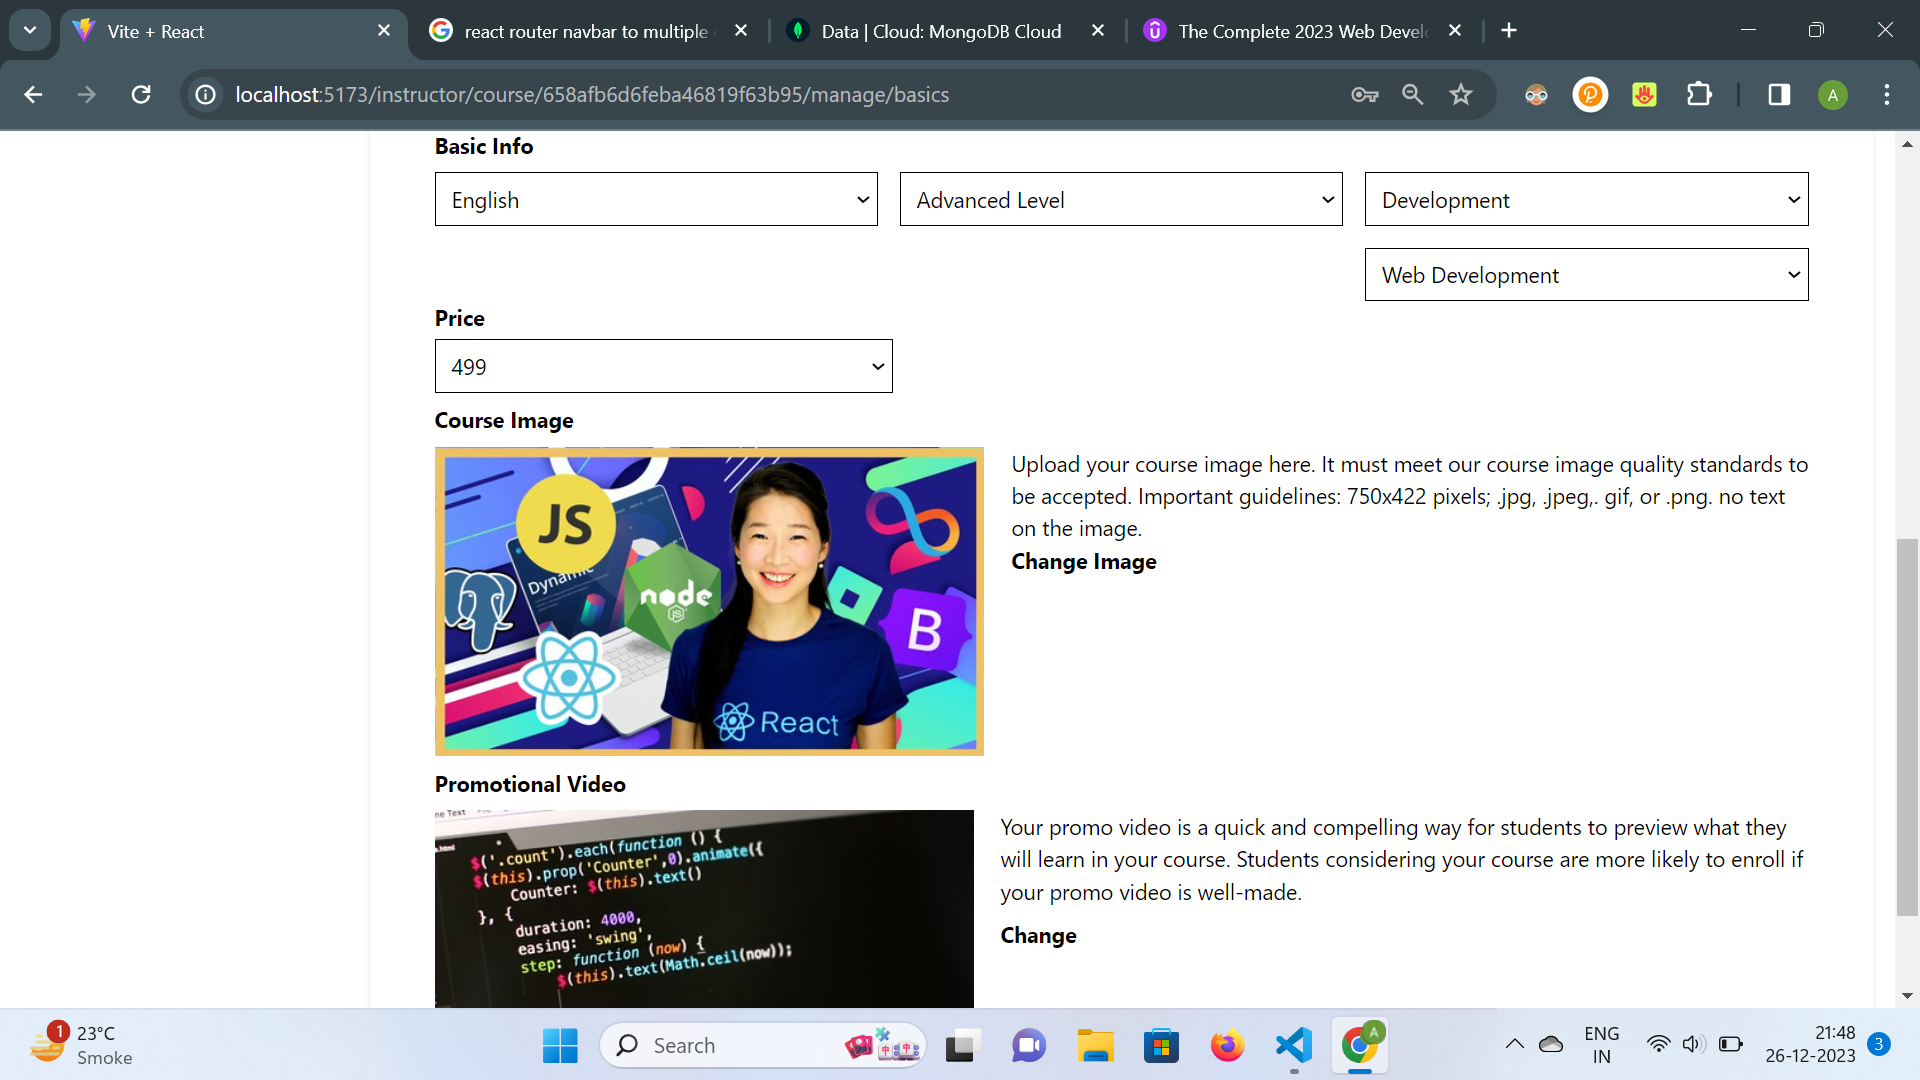 Vite + React
react router navbar to multiple
Data | Cloud: MongoDB Cloud
The Complete 2023 Web Devel
localhost:5173/instructor/course/658afb6d6feba46819f63b95/manage/basics
A
Basic Info
English
Advanced Level
Development
Web Development
Price
499
Course Image
JS
Dynamic
node
JS
B
React
Upload your course image here. It must meet our course image quality standards to
be accepted. Important guidelines: 750x422 pixels; .jpg, .jpeg,. gif, or .png. no text
on the image.
Change Image
Promotional Video
$('.count').each(function () {
$(this).prop('Counter',0).animate({
Counter: $(this).text()
}, {
duration: 4000,
easing: 'swing',
step: function (now) {
$(this).text(Math.ceil(now));
Your promo video is a quick and compelling way for students to preview what they
will learn in your course. Students considering your course are more likely to enroll if
your promo video is well-made.
Change
1
23°C
Smoke
Search
A
ENG
IN
21:48
26-12-2023
3